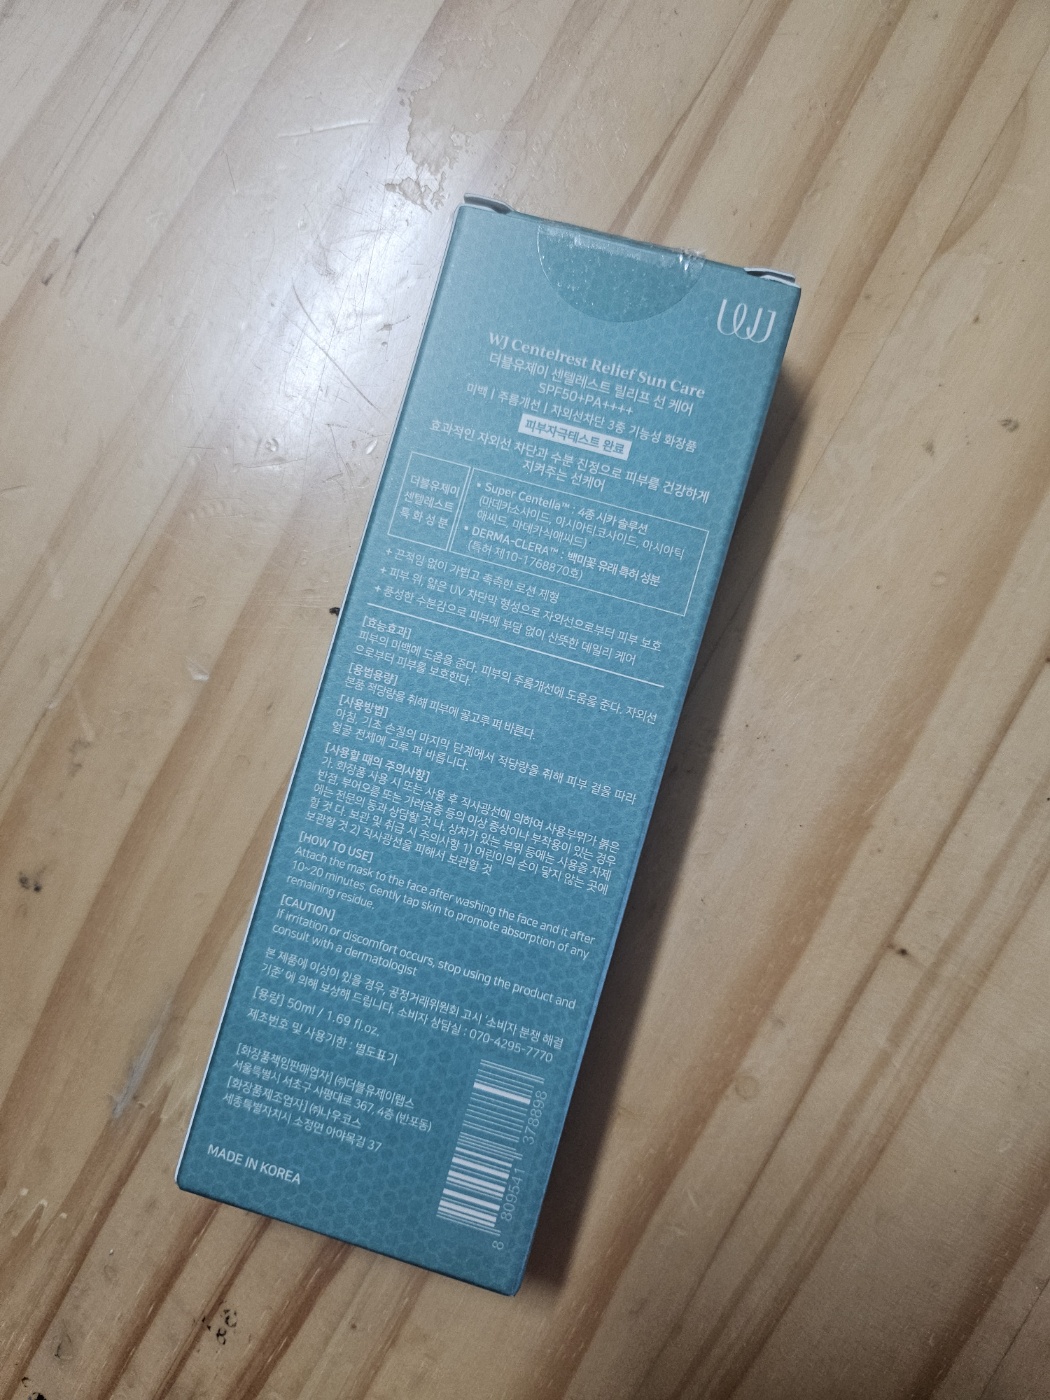 WJ
WJ Centelrest Relief Sun Care
더블유제이 센텔레스트 릴리프 선 케어
SPF50+PA++++
미백 | 주름개선 | 자외선차단 3중 기능성 화장품
피부자극테스트 완료
효과적인 자외선 차단과 수분 진정으로 피부를 건강하게
지켜주는 선케어
더블유제이
센텔레스트
특화성분
• Super Centella™ : 4종 시카 솔루션
(마데카소사이드, 아시아티코사이드, 아시아틱
애씨드, 마데카식애씨드)
• DERMA-CLERA™ : 백미꽃 유래 특허 성분
(특허 제10-1768870호)
+ 끈적임 없이 가볍고 촉촉한 로션 제형
+ 피부 위, 얇은 UV 차단막 형성으로 자외선으로부터 피부 보호
+ 풍성한 수분감으로 피부에 부담 없이 산뜻한 데일리 케어
[효능효과]
피부의 미백에 도움을 준다. 피부의 주름개선에 도움을 준다. 자외선
으로부터 피부를 보호한다.
[용법용량]
본품 적당량을 취해 피부에 골고루 펴 바른다.
[사용방법]
아침, 기초 손질의 마지막 단계에서 적당량을 취해 피부 결을 따라
얼굴 전체에 고루 펴 바릅니다.
[사용할 때의 주의사항]
가. 화장품 사용 시 또는 사용 후 직사광선에 의하여 사용부위가 붉은
반점, 부어오름 또는 가려움증 등의 이상 증상이나 부작용이 있는 경우
에는 전문의 등과 상담할 것 나. 상처가 있는 부위 등에는 사용을 자제
할 것 다. 보관 및 취급 시 주의사항 1) 어린이의 손이 닿지 않는 곳에
보관할 것 2) 직사광선을 피해서 보관할 것
[HOW TO USE]
Attach the mask to the face after washing the face and it after
10~20 minutes. Gently tap skin to promote absorption of any
remaining residue.
[CAUTION]
If irritation or discomfort occurs, stop using the product and
consult with a dermatologist
본 제품에 이상이 있을 경우, 공정거래위원회 고시 '소비자 분쟁 해결
기준'에 의해 보상해 드립니다. 소비자 상담실 : 070-4295-7770
[용량] 50ml / 1.69 fl.oz.
제조번호 및 사용기한 : 별도표기
[화장품책임판매업자] ㈜더블유제이랩스
서울특별시 서초구 사평대로 367, 4층 (반포동)
[화장품제조업자] ㈜나우코스
세종특별자치시 소정면 아야목길 37
MADE IN KOREA
8 809541 378898